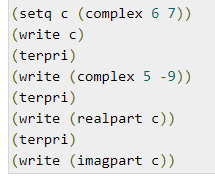 (setq c (complex 6 7))
(write c)
(terpri)
(write (complex 5 -9))
(terpri)
(write (realpart c))
(terpri)
(write (imagpart c))